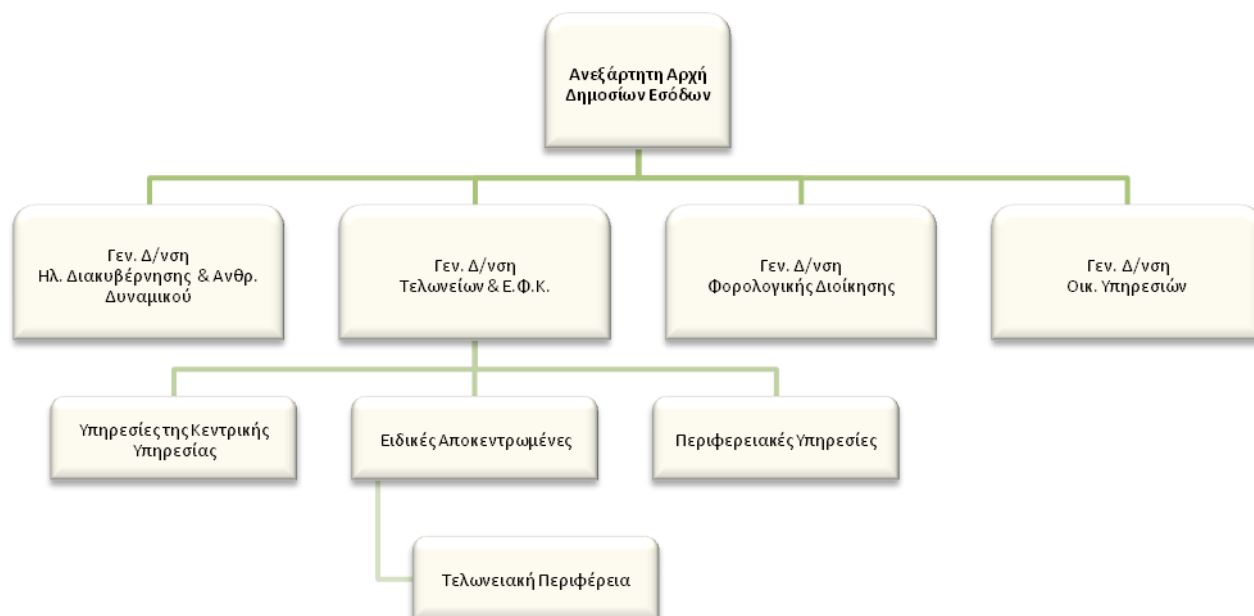 Ανεξάρτητη Αρχή
Δημοσίων Εσόδων
Γεν. Δ/νση
Ηλ. Διακυβέρνησης & Ανθρ.
Δυναμικού
Γεν. Δ/νση
Τελωνείων & Ε.Φ.Κ.
Γεν. Δ/νση
Φορολογικής Διοίκησης
Γεν. Δ/νση
Οικ. Υπηρεσιών
Υπηρεσίες της Κεντρικής
Υπηρεσίας
Ειδικές Αποκεντρωμένες
Περιφερειακές Υπηρεσίες
Τελωνειακή Περιφέρεια